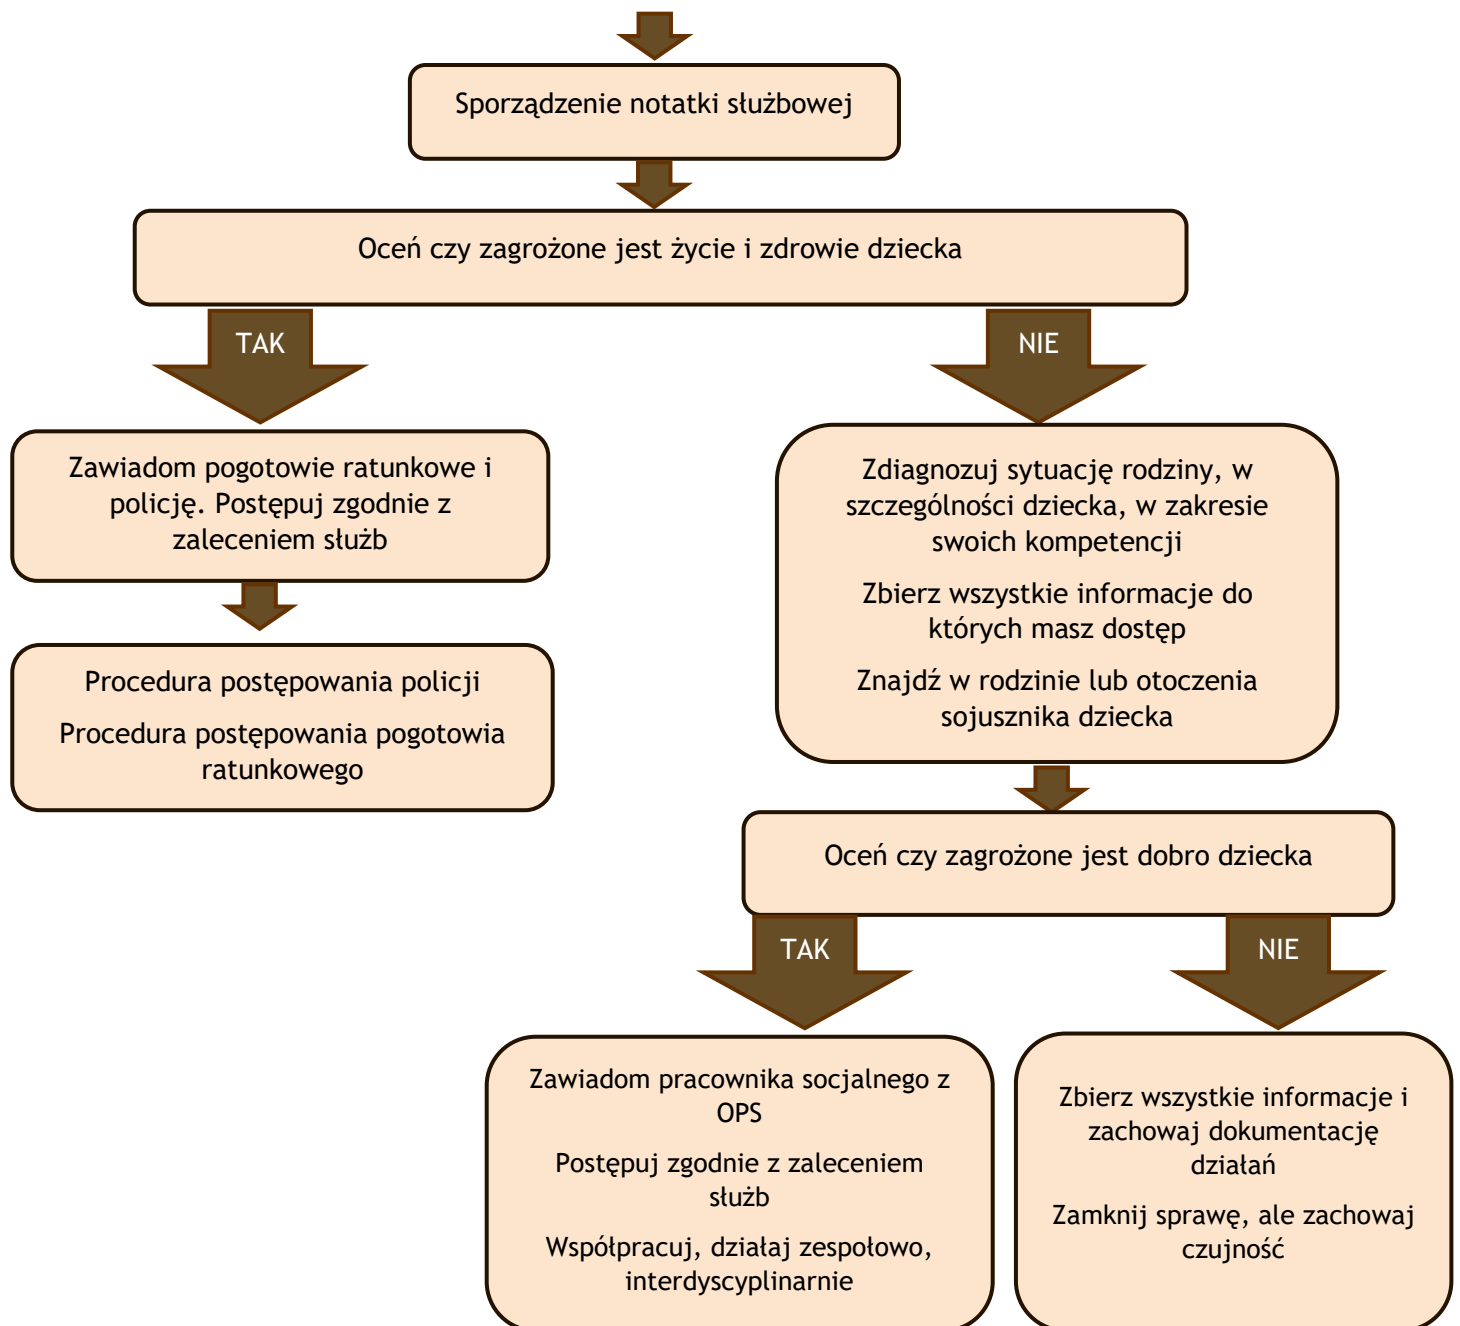 Sporządzenie notatki służbowej
Oceń czy zagrożone jest życie i zdrowie dziecka
TAK
NIE
Zawiadom pogotowie ratunkowe i
policję. Postępuj zgodnie z
zaleceniem służb
Procedura postępowania policji
Procedura postępowania pogotowia
ratunkowego
Zdiagnozuj sytuację rodziny, w
szczególności dziecka, w zakresie
swoich kompetencji
Zbierz wszystkie informacje do
których masz dostęp
Znajdź w rodzinie lub otoczenia
sojusznika dziecka
Oceń czy zagrożone jest dobro dziecka
TAK
NIE
Zawiadom pracownika socjalnego z
OPS
Postępuj zgodnie z zaleceniem
służb
Współpracuj, działaj zespołowo,
interdyscyplinarnie
Zbierz wszystkie informacje i
zachowaj dokumentację
działań
Zamknij sprawę, ale zachowaj
czujność